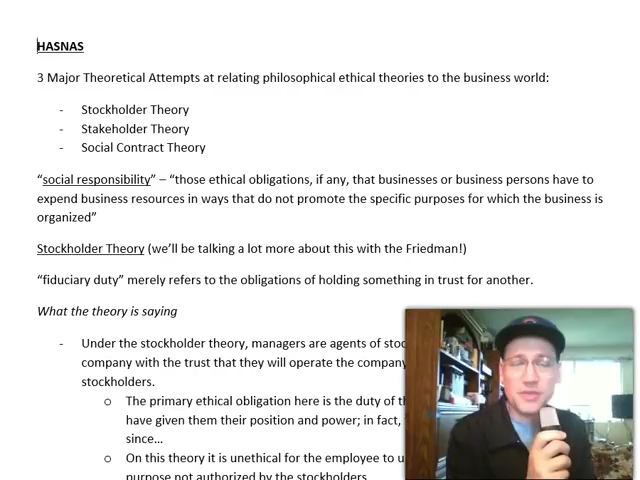 HASNAS
3 Major Theoretical Attempts at relating philosophical ethical theories to the business world:
- Stockholder Theory
- Stakeholder Theory
- Social Contract Theory
“social responsibility” – “those ethical obligations, if any, that businesses or business persons have to
expend business resources in ways that do not promote the specific purposes for which the business is
organized”
Stockholder Theory (we’ll be talking a lot more about this with the Friedman!)
“fiduciary duty” merely refers to the obligations of holding something in trust for another.
What the theory is saying
- Under the stockholder theory, managers are agents of
company with the trust that they will operate the company
stockholders.
o The primary ethical obligation here is the duty of
have given them their position and power; in fact,
since…
o On this theory it is unethical for the employee to
purpose not authorized by the stockholders